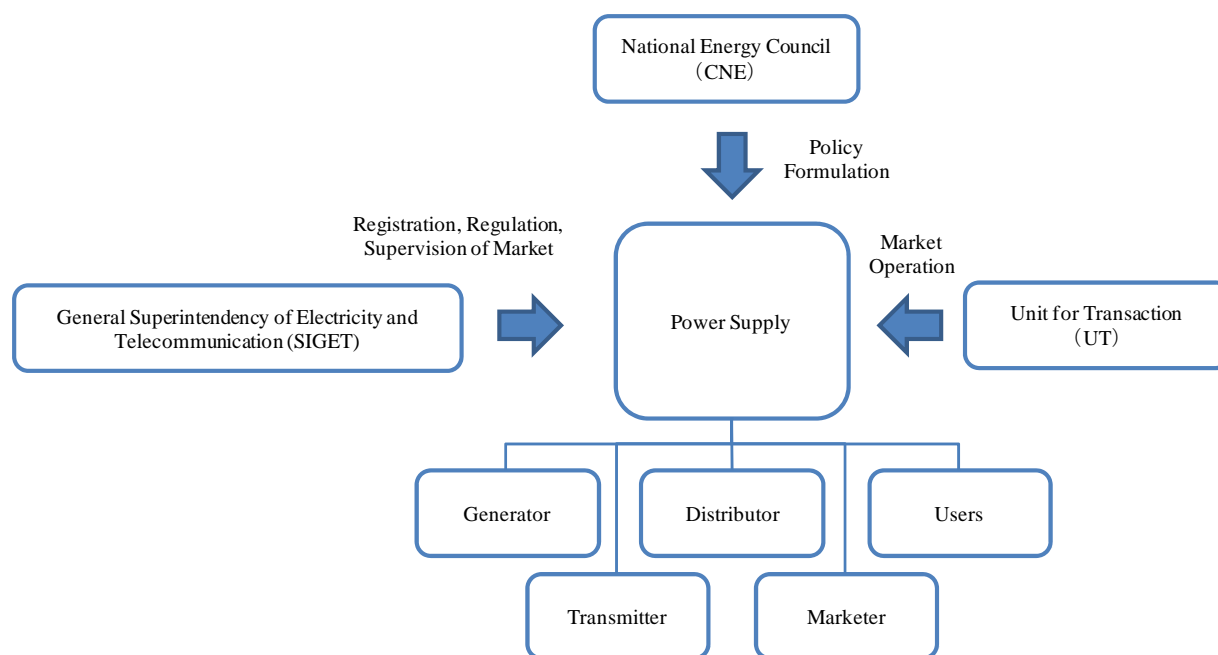 National Energy Council
（CNE）
Policy
Formulation
Registration, Regulation,
Supervision of Market
Market
Operation
General Superintendency of Electricity and
Telecommunication (SIGET)
Power Supply
Unit for Transaction
（UT）
Generator
Distributor
Users
Transmitter
Marketer